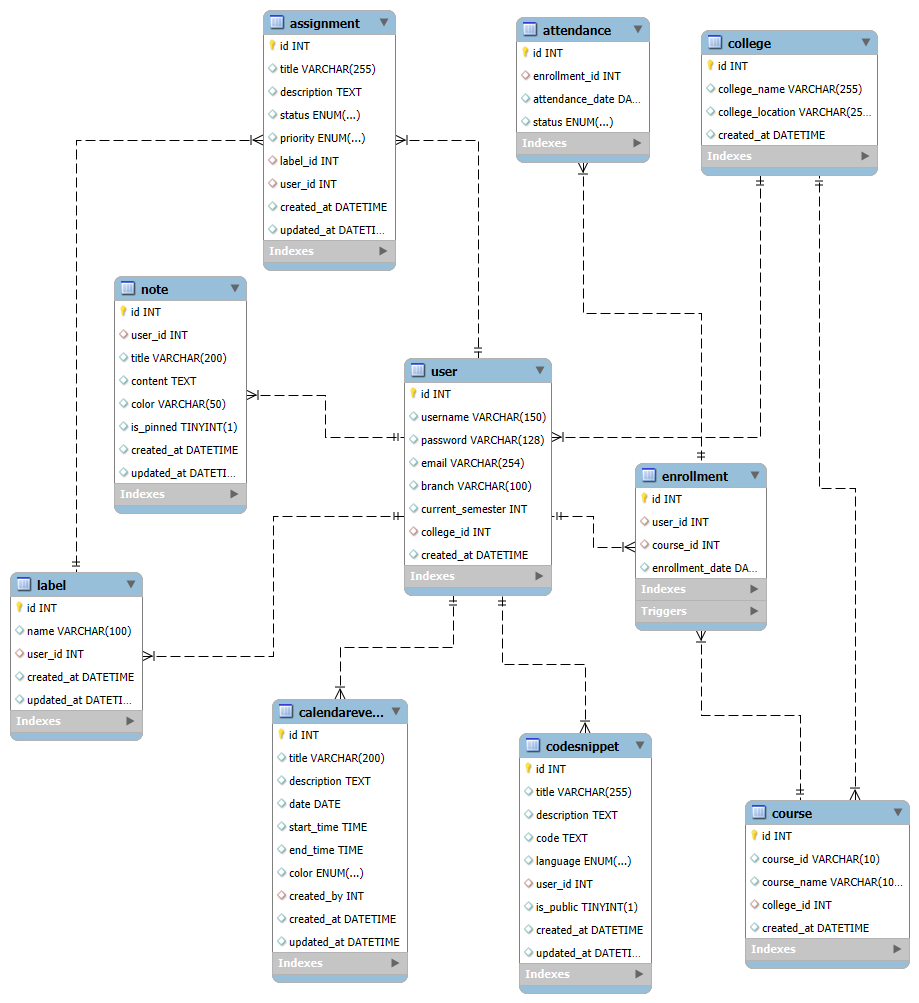 assignment
id INT
title VARCHAR(255)
description TEXT
status ENUM(...)
priority ENUM(...)
label_id INT
user_id INT
created_at DATETIME
updated_at DATETI...
Indexes
attendance
id INT
enrollment_id INT
attendance_date DA...
status ENUM(...)
Indexes
college
id INT
college_name VARCHAR(255)
college_location VARCHAR(25...
created_at DATETIME
Indexes
note
id INT
user_id INT
title VARCHAR(200)
content TEXT
color VARCHAR(50)
is_pinned TINYINT(1)
created_at DATETIME
updated_at DATETI...
Indexes
user
id INT
username VARCHAR(150)
password VARCHAR(128)
email VARCHAR(254)
branch VARCHAR(100)
current_semester INT
college_id INT
created_at DATETIME
Indexes
enrollment
id INT
user_id INT
course_id INT
enrollment_date DA...
Indexes
Triggers
label
id INT
name VARCHAR(100)
user_id INT
created_at DATETIME
updated_at DATETI...
Indexes
calendareve...
id INT
title VARCHAR(200)
description TEXT
date DATE
start_time TIME
end_time TIME
color ENUM(...)
created_by INT
created_at DATETIME
updated_at DATETIME
Indexes
codesnippet
id INT
title VARCHAR(255)
description TEXT
code TEXT
language ENUM(...)
user_id INT
is_public TINYINT(1)
created_at DATETIME
updated_at DATETI...
Indexes
course
id INT
course_id VARCHAR(10)
course_name VARCHAR(10...
college_id INT
created_at DATETIME
Indexes